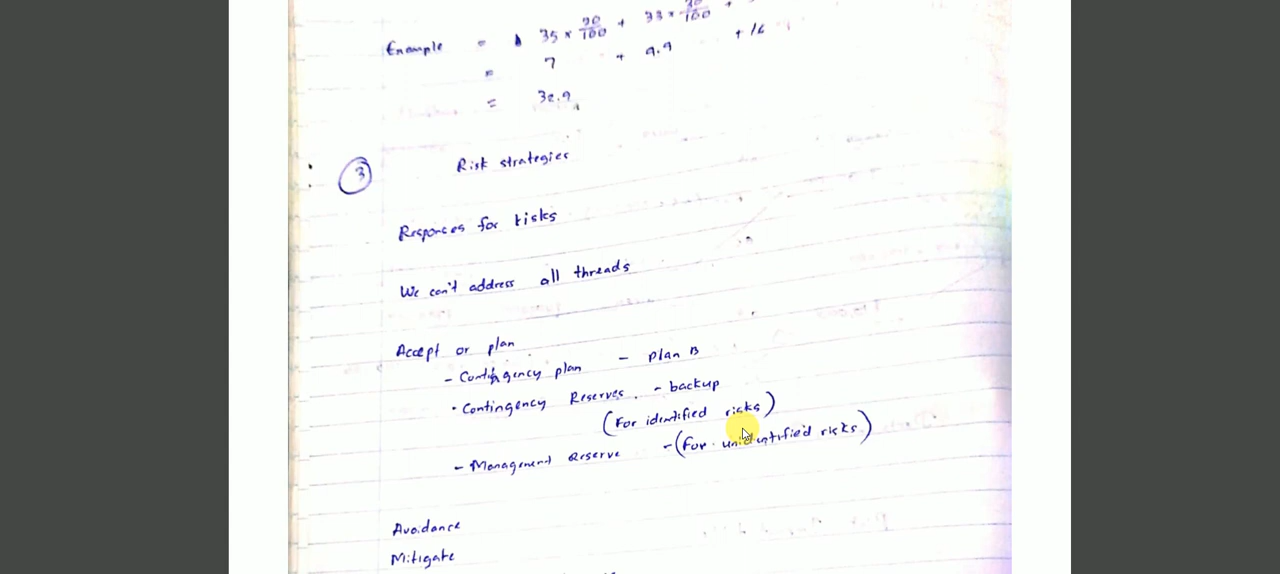 Example = 35 × 20/100 + 33 × /100 +
= 7 + 9.9 + 16
= 32.9
3 Risk strategies
Responces for risks
We can't address all threads
Accept or plan
- Contingency plan - plan B
• Contingency Reserves. - backup
(For identified risks)
- Management Reserve - (For unidentified risks)
Avoidance
Mitigate